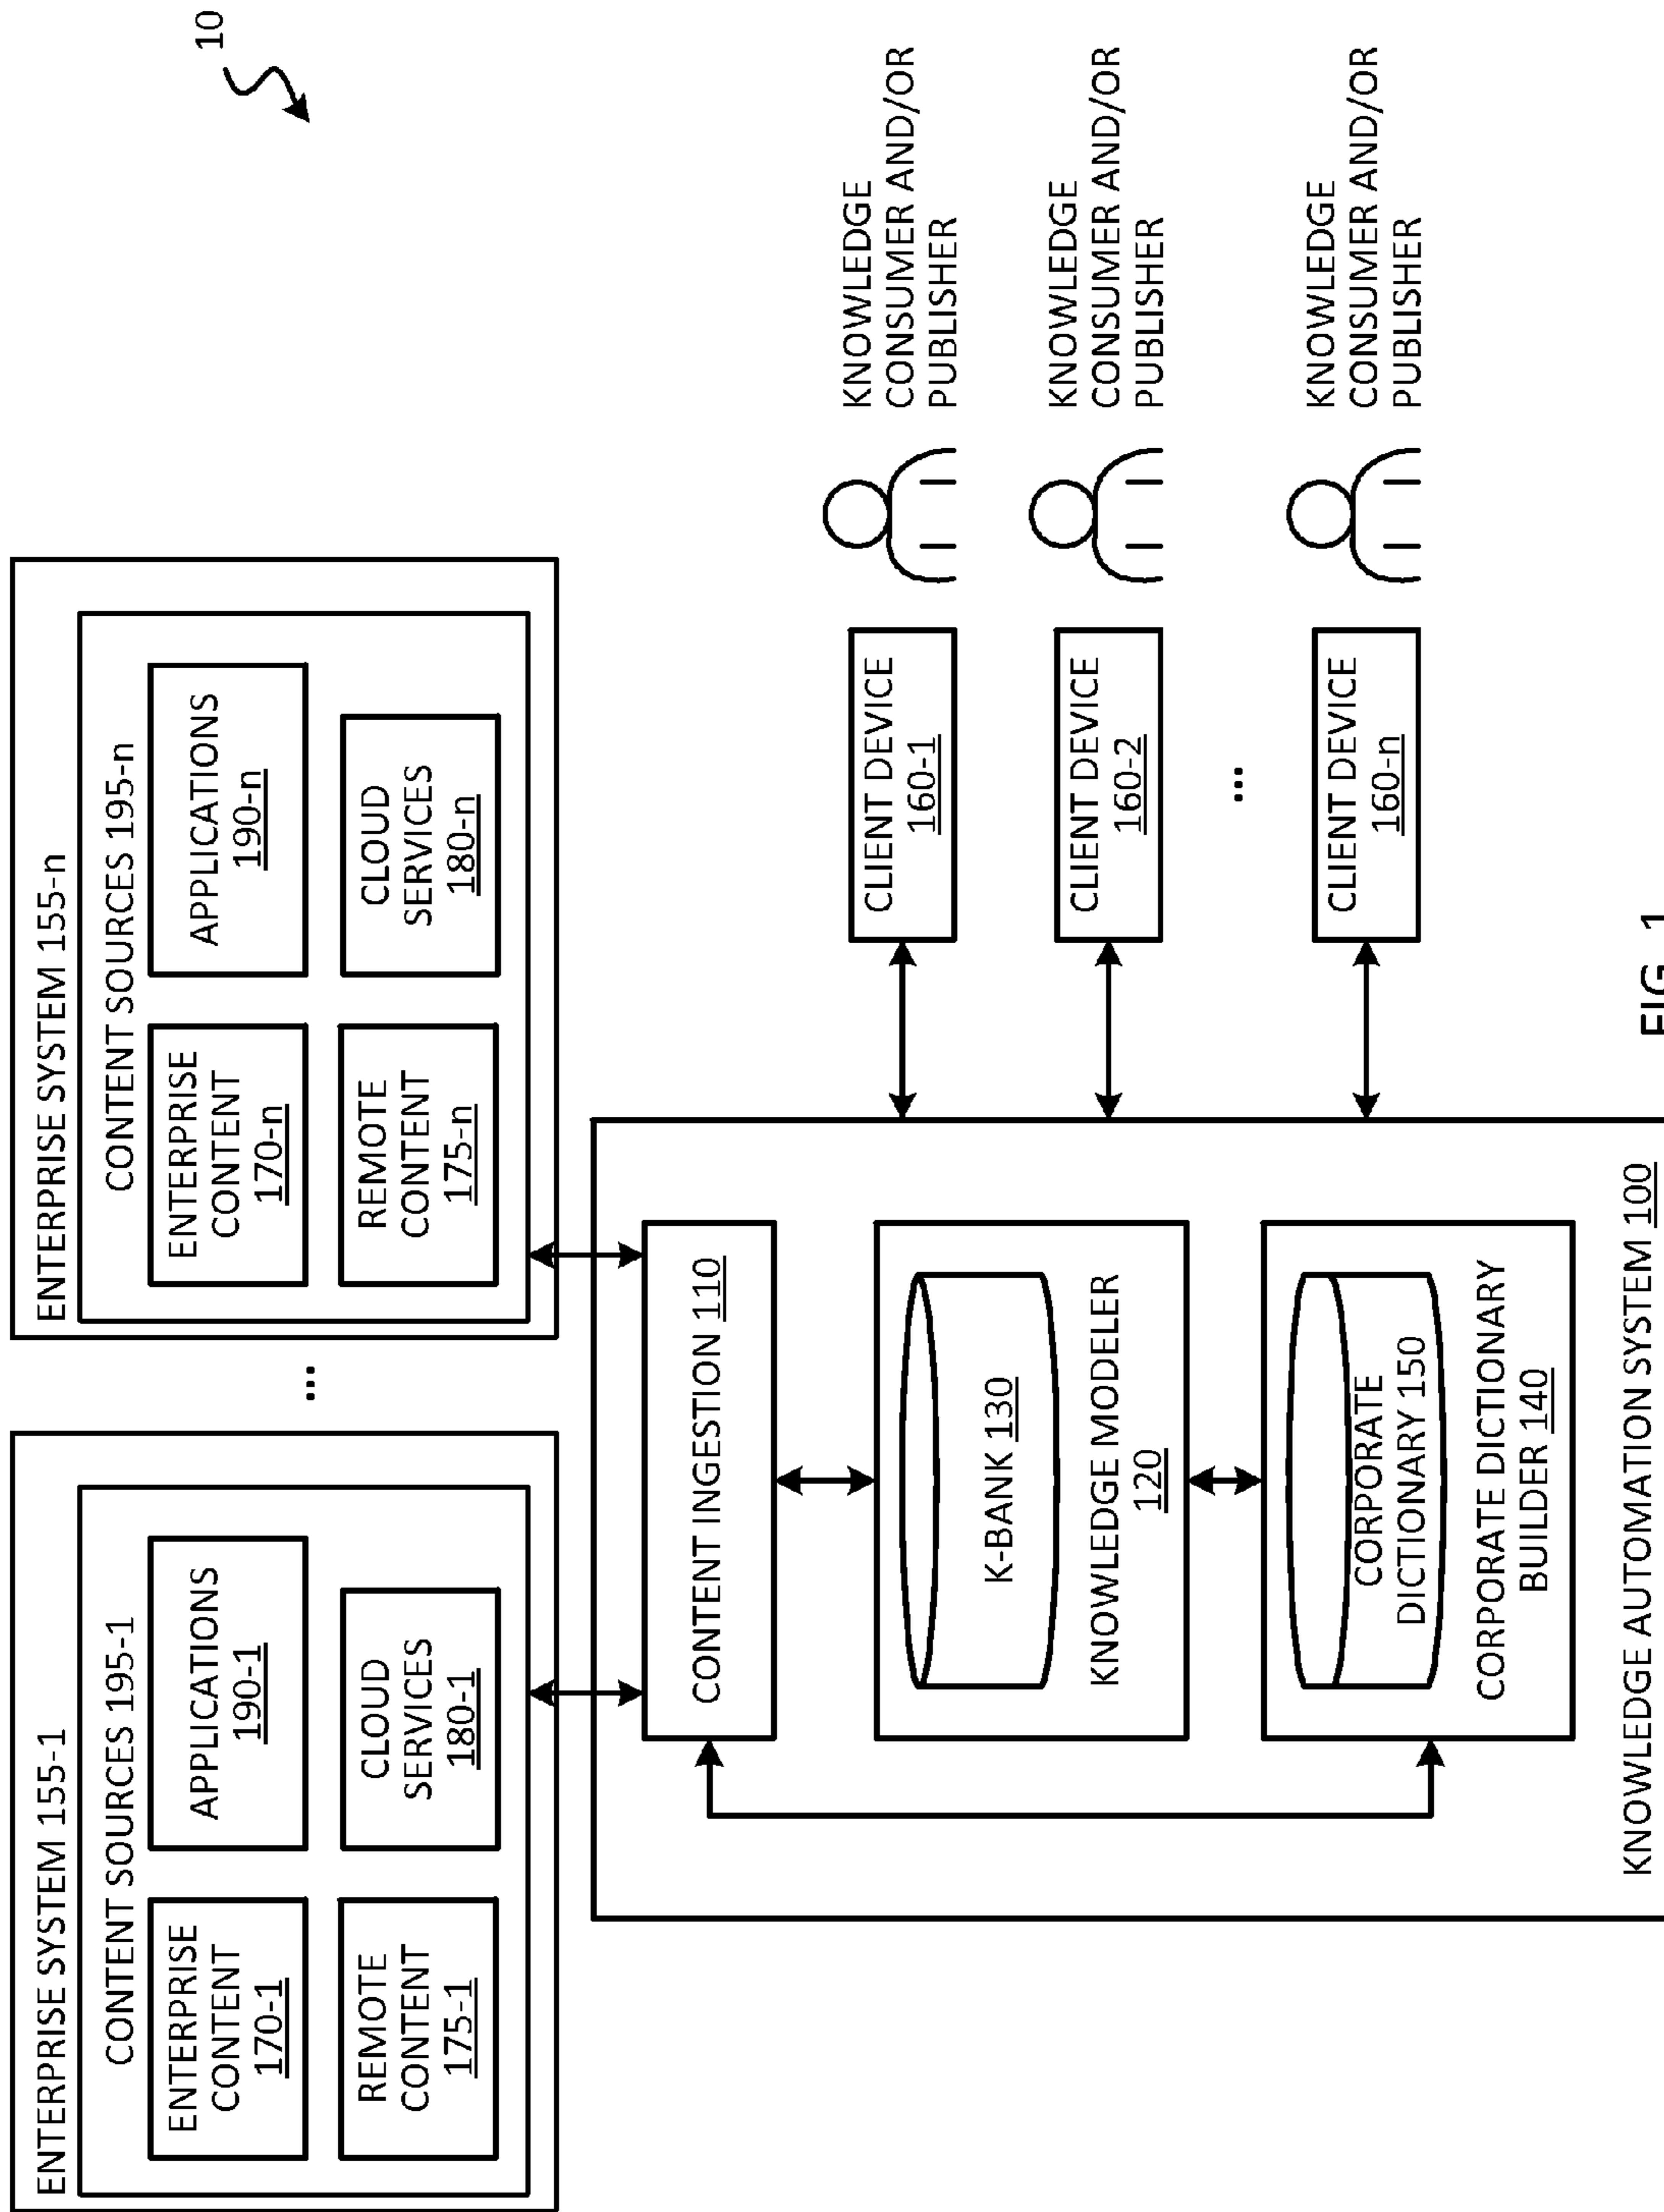 10
ENTERPRISE SYSTEM 155-1
CONTENT SOURCES 195-1
ENTERPRISE
CONTENT
170-1
APPLICATIONS
190-1
REMOTE
CONTENT
175-1
CLOUD
SERVICES
180-1
...
ENTERPRISE SYSTEM 155-n
CONTENT SOURCES 195-n
ENTERPRISE
CONTENT
170-n
APPLICATIONS
190-n
REMOTE
CONTENT
175-n
CLOUD
SERVICES
180-n
CONTENT INGESTION 110
K-BANK 130
KNOWLEDGE MODELER
120
CORPORATE
DICTIONARY 150
CORPORATE DICTIONARY
BUILDER 140
KNOWLEDGE AUTOMATION SYSTEM 100
CLIENT DEVICE
160-1
KNOWLEDGE
CONSUMER AND/OR
PUBLISHER
CLIENT DEVICE
160-2
KNOWLEDGE
CONSUMER AND/OR
PUBLISHER
...
CLIENT DEVICE
160-n
KNOWLEDGE
CONSUMER AND/OR
PUBLISHER
FIG. 1